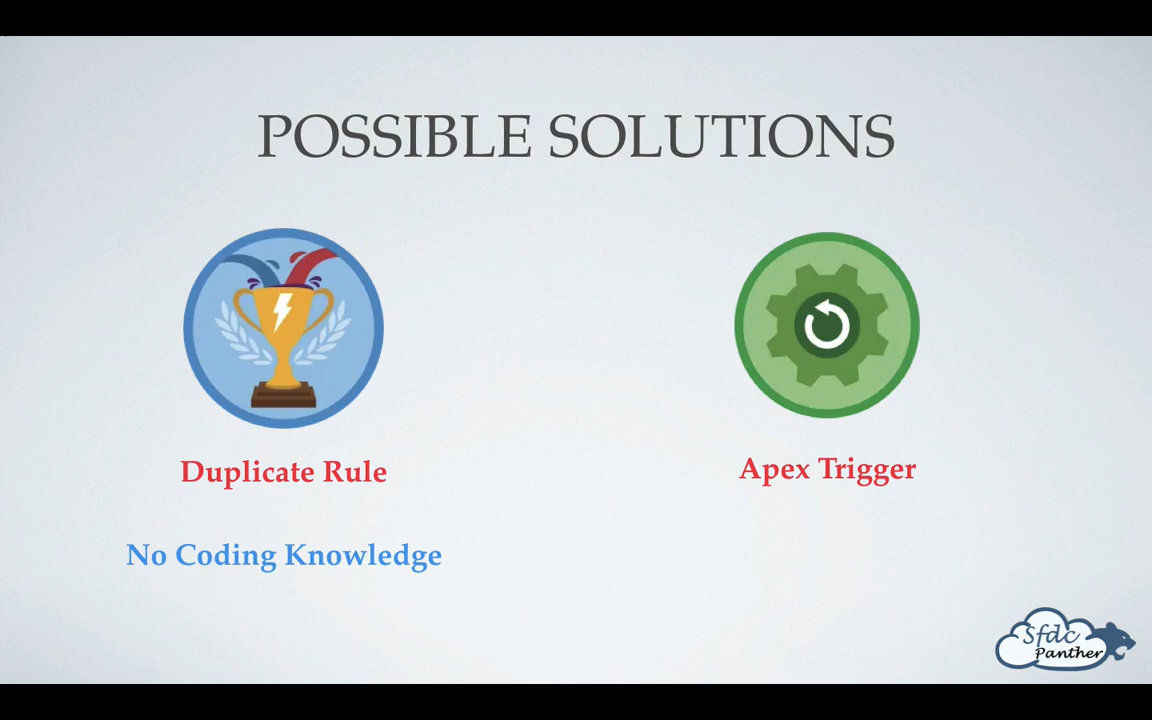 POSSIBLE SOLUTIONS
Duplicate Rule
Apex Trigger
No Coding Knowledge
Sfdc
Panther